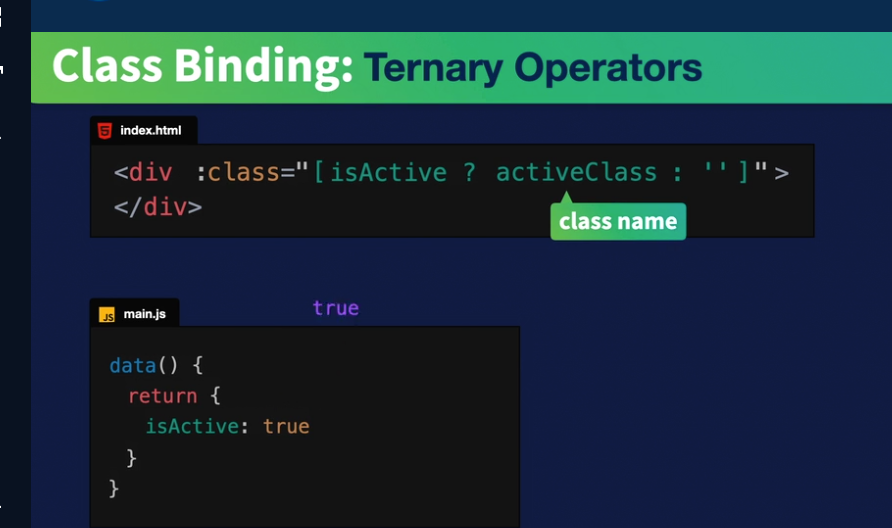 Class Binding: Ternary Operators
index.html
<div :class="[isActive ? activeClass : '']">
</div>
class name
true
JS main.js
data() {
return {
isActive: true
}
}